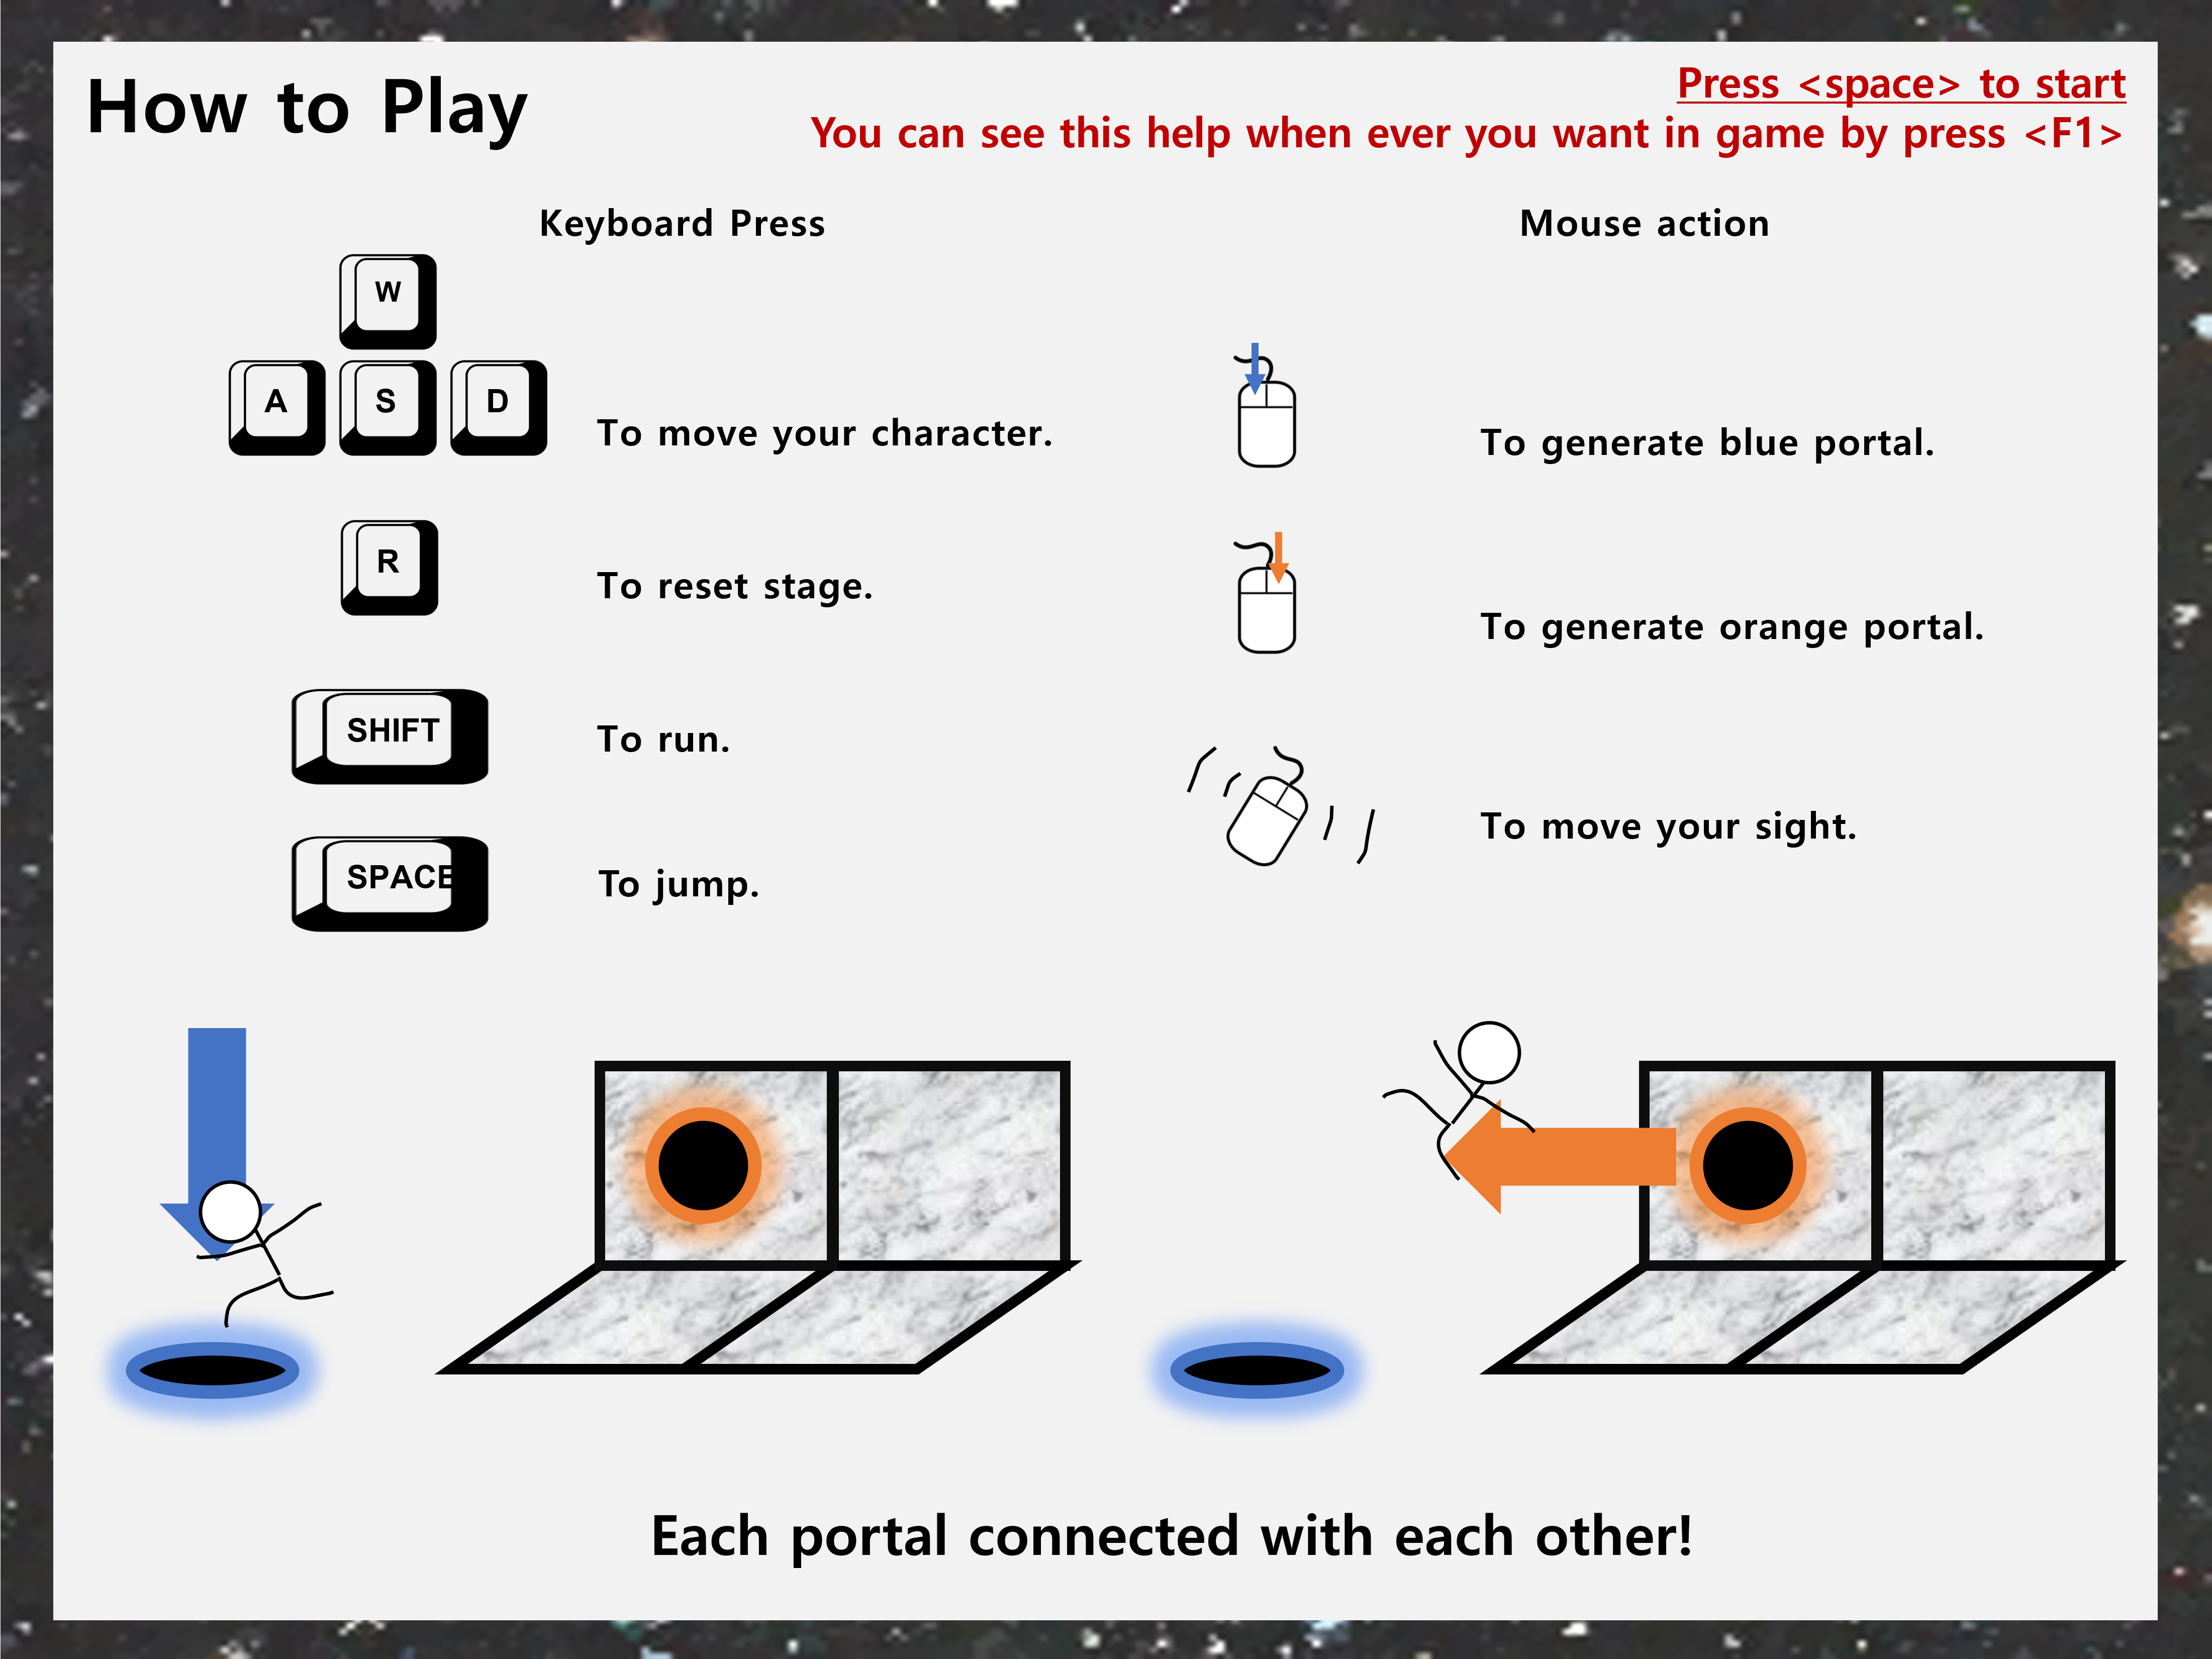 How to Play
Press <space> to start
You can see this help when ever you want in game by press <F1>
Keyboard Press
W
A S D
To move your character.
R
To reset stage.
SHIFT
To run.
SPACE
To jump.
Mouse action
To generate blue portal.
To generate orange portal.
To move your sight.
Each portal connected with each other!